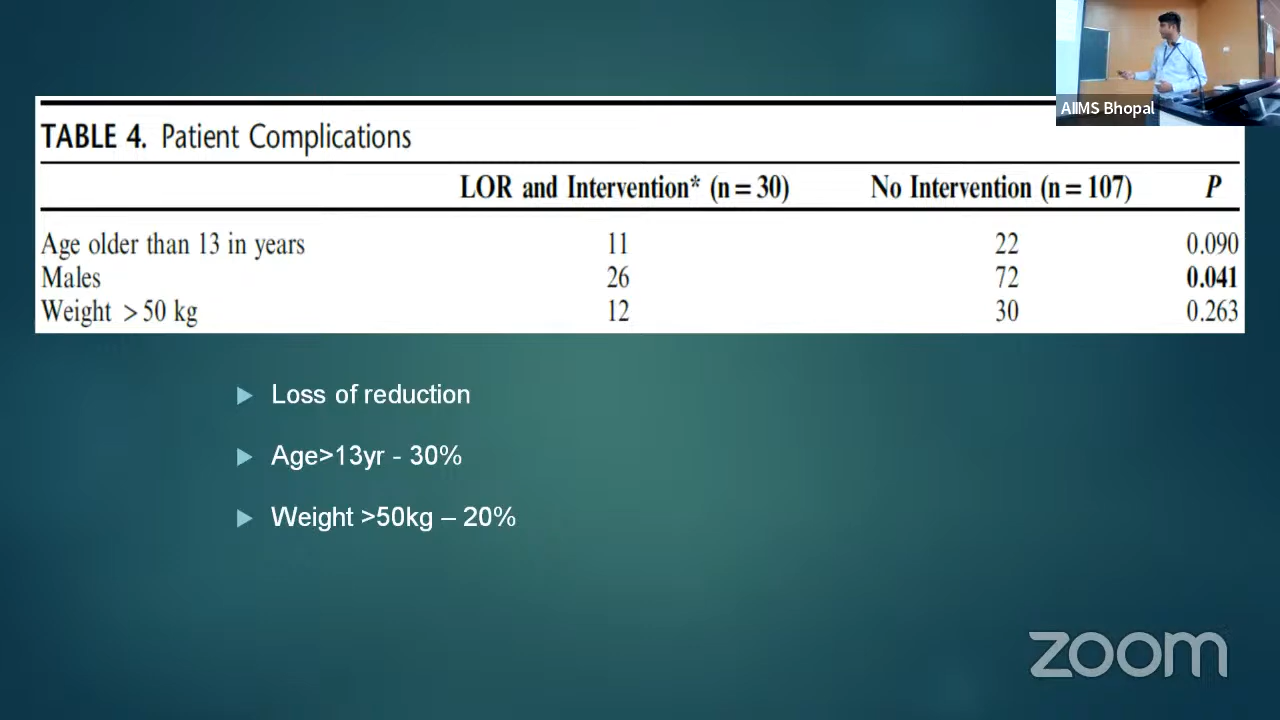 AIIMS Bhopal
TABLE 4. Patient Complications
LOR and Intervention* (n = 30) No Intervention (n = 107) P
Age older than 13 in years 11 22 0.090
Males 26 72 0.041
Weight > 50 kg 12 30 0.263
Loss of reduction
Age>13yr - 30%
Weight >50kg – 20%
zoom